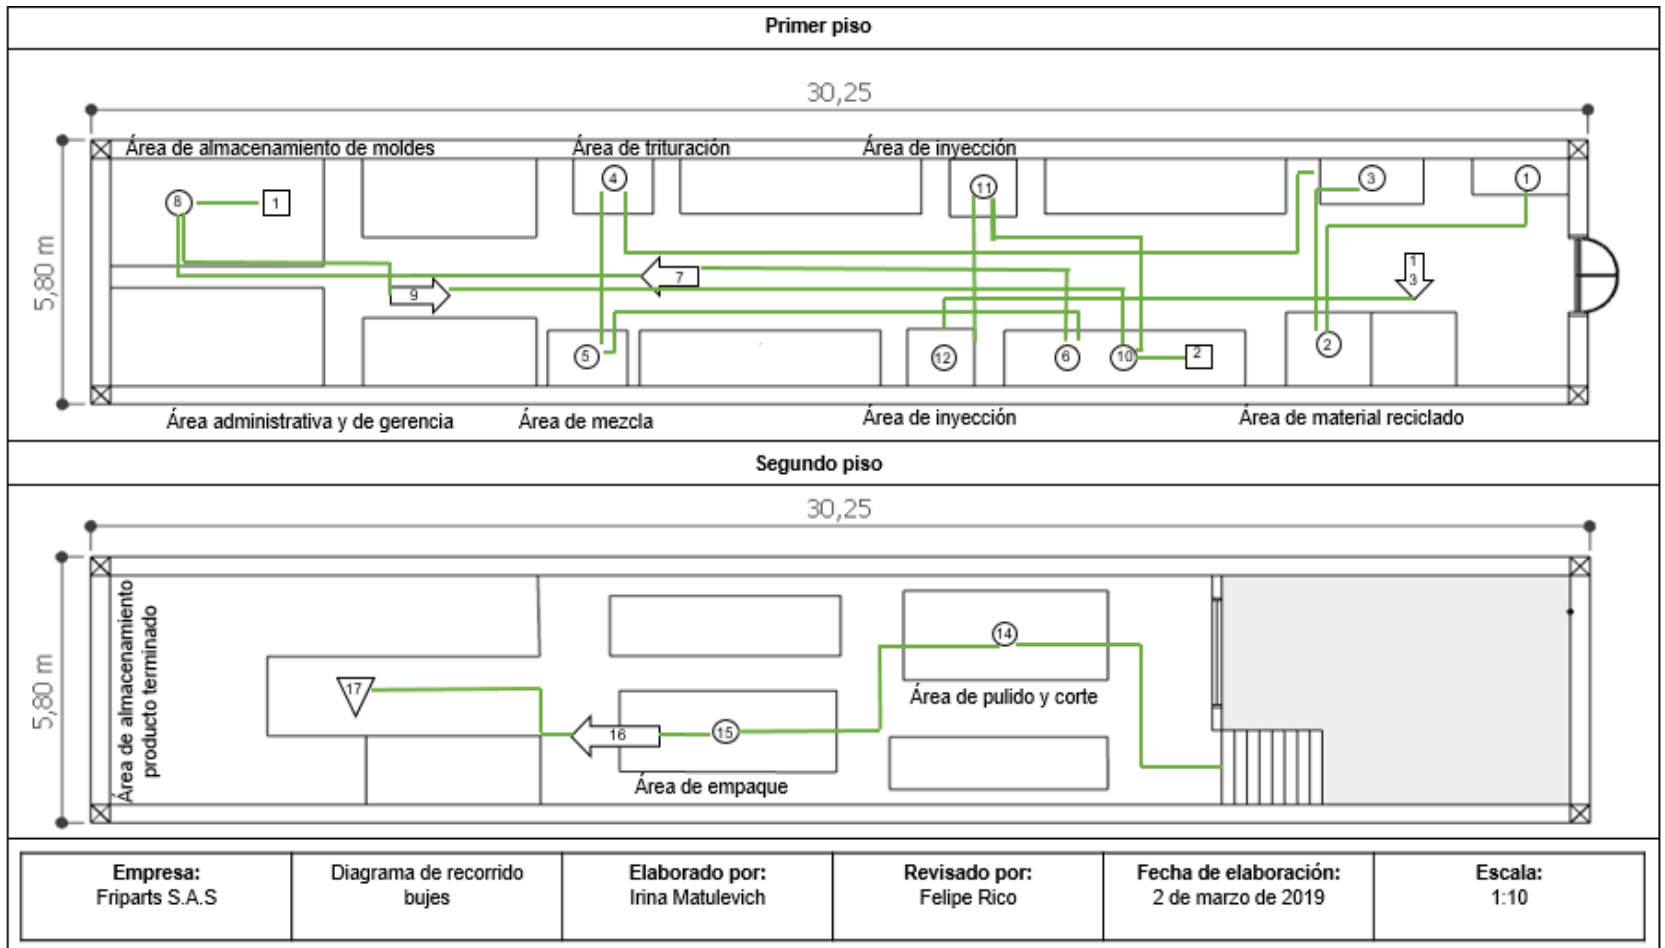 Primer piso
30,25
5,80 m
Área de almacenamiento de moldes
Área de trituración
Área de inyección
8
1
4
11
3
1
7
9
1
3
5
12
6
10
2
2
Área administrativa y de gerencia
Área de mezcla
Área de inyección
Área de material reciclado
Segundo piso
30,25
5,80 m
Área de almacenamiento
producto terminado
14
17
Área de pulido y corte
16
15
Área de empaque
Empresa:
Friparts S.A.S
Diagrama de recorrido
bujes
Elaborado por:
Irina Matulevich
Revisado por:
Felipe Rico
Fecha de elaboración:
2 de marzo de 2019
Escala:
1:10